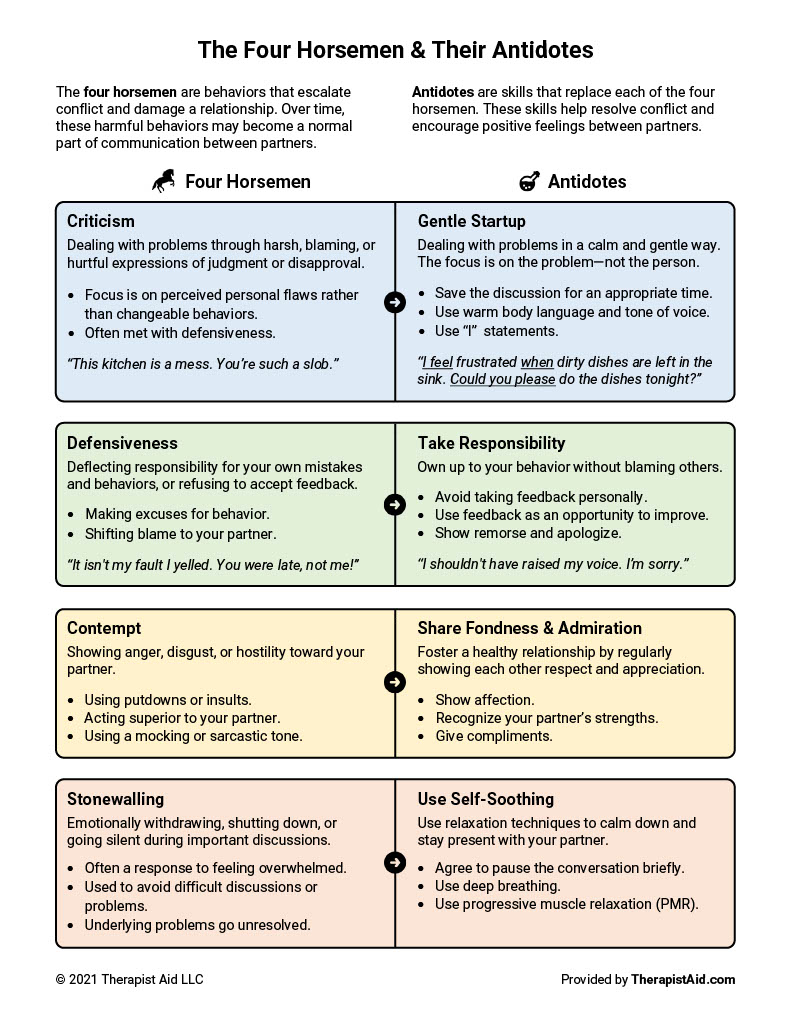 The Four Horsemen & Their Antidotes
The four horsemen are behaviors that escalate
conflict and damage a relationship. Over time,
these harmful behaviors may become a normal
part of communication between partners.
Antidotes are skills that replace each of the four
horsemen. These skills help resolve conflict and
encourage positive feelings between partners.
Four Horsemen
Antidotes
Criticism
Dealing with problems through harsh, blaming, or
hurtful expressions of judgment or disapproval.
• Focus is on perceived personal flaws rather
than changeable behaviors.
• Often met with defensiveness.
“This kitchen is a mess. You’re such a slob.”
Gentle Startup
Dealing with problems in a calm and gentle way.
The focus is on the problem—not the person.
• Save the discussion for an appropriate time.
• Use warm body language and tone of voice.
• Use “I” statements.
“I feel frustrated when dirty dishes are left in the
sink. Could you please do the dishes tonight?”
Defensiveness
Deflecting responsibility for your own mistakes
and behaviors, or refusing to accept feedback.
• Making excuses for behavior.
• Shifting blame to your partner.
“It isn't my fault I yelled. You were late, not me!”
Take Responsibility
Own up to your behavior without blaming others.
• Avoid taking feedback personally.
• Use feedback as an opportunity to improve.
• Show remorse and apologize.
“I shouldn't have raised my voice. I’m sorry.”
Contempt
Showing anger, disgust, or hostility toward your
partner.
• Using putdowns or insults.
• Acting superior to your partner.
• Using a mocking or sarcastic tone.
Share Fondness & Admiration
Foster a healthy relationship by regularly
showing each other respect and appreciation.
• Show affection.
• Recognize your partner’s strengths.
• Give compliments.
Stonewalling
Emotionally withdrawing, shutting down, or
going silent during important discussions.
• Often a response to feeling overwhelmed.
• Used to avoid difficult discussions or
problems.
• Underlying problems go unresolved.
Use Self-Soothing
Use relaxation techniques to calm down and
stay present with your partner.
• Agree to pause the conversation briefly.
• Use deep breathing.
• Use progressive muscle relaxation (PMR).
© 2021 Therapist Aid LLC
Provided by TherapistAid.com